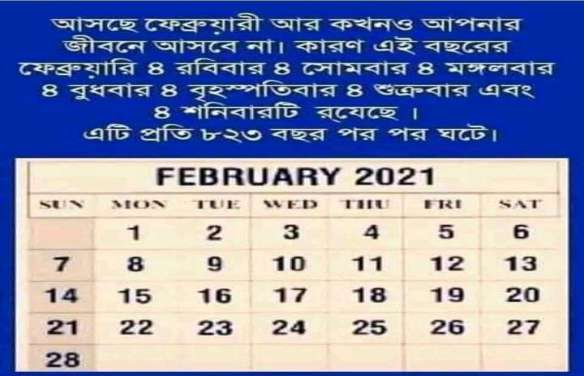 আসছে ফেব্রুয়ারী আর কখনও আপনার
জীবনে আসবে না। কারণ এই বছরের
ফেব্রুয়ারি ৪ রবিবার ৪ সোমবার ৪ মঙ্গলবার
৪ বুধবার ৪ বৃহস্পতিবার ৪ শুক্রবার এবং
৪ শনিবারটি রযেছে ।
এটি প্রতি ৮২৩ বছর পর পর ঘটে।
FEBRUARY 2021
SUN MON TUE WED THU FRI SAT
1 2 3 4 5 6
7 8 9 10 11 12 13
14 15 16 17 18 19 20
21 22 23 24 25 26 27
28